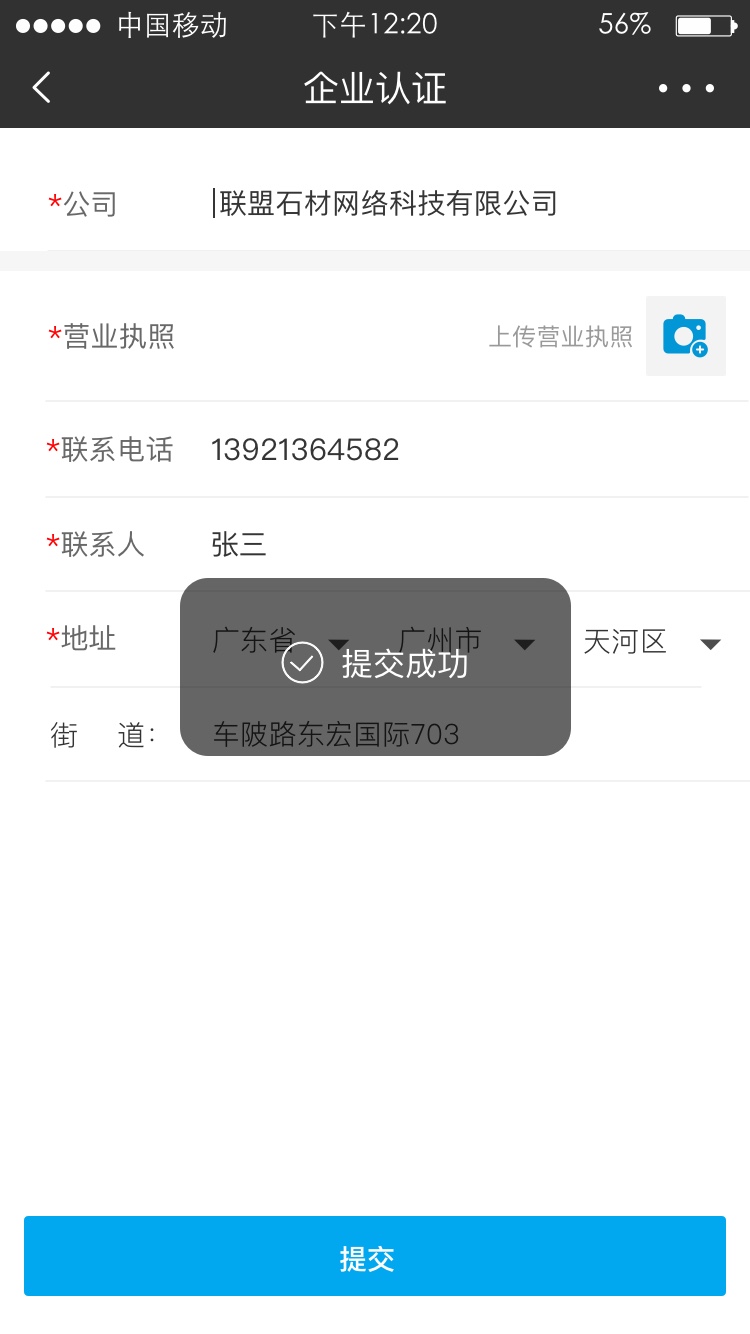 中国移动 下午12:20 56%
企业认证
*公司 联盟石材网络科技有限公司
*营业执照 上传营业执照
*联系电话 13921364582
*联系人 张三
*地址 广东省 广州市 天河区
提交成功
街 道： 车陂路东宏国际703
提交